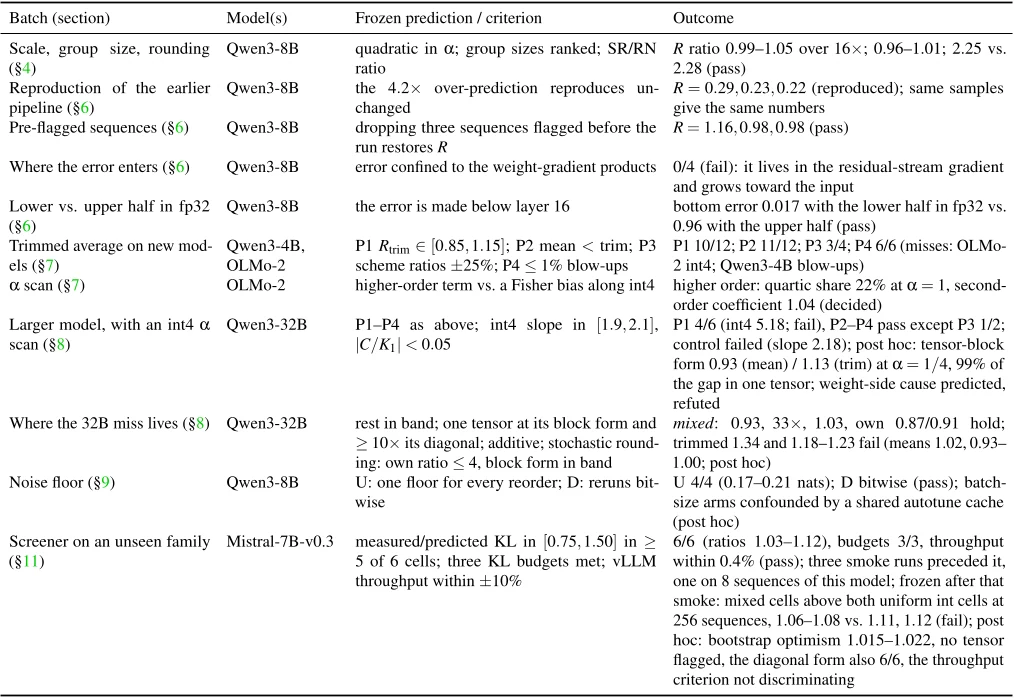 Batch (section) Model(s) Frozen prediction / criterion Outcome
Scale, group size, rounding Qwen3-8B quadratic in α; group sizes ranked; SR/RN R ratio 0.99–1.05 over 16×; 0.96–1.01; 2.25 vs.
(§4) ratio 2.28 (pass)
Reproduction of the earlier Qwen3-8B the 4.2× over-prediction reproduces un- R = 0.29,0.23,0.22 (reproduced); same samples
pipeline (§6) changed give the same numbers
Pre-flagged sequences (§6) Qwen3-8B dropping three sequences flagged before the R = 1.16,0.98,0.98 (pass)
run restores R
Where the error enters (§6) Qwen3-8B error confined to the weight-gradient products 0/4 (fail): it lives in the residual-stream gradient
and grows toward the input
Lower vs. upper half in fp32 Qwen3-8B the error is made below layer 16 bottom error 0.017 with the lower half in fp32 vs.
(§6) 0.96 with the upper half (pass)
Trimmed average on new mod- Qwen3-4B, P1 Rtrim ∈ [0.85,1.15]; P2 mean < trim; P3 P1 10/12; P2 11/12; P3 3/4; P4 6/6 (misses: OLMo-
els (§7) OLMo-2 scheme ratios ±25%; P4 ≤ 1% blow-ups 2 int4; Qwen3-4B blow-ups)
α scan (§7) OLMo-2 higher-order term vs. a Fisher bias along int4 higher order: quartic share 22% at α = 1, second-
order coefficient 1.04 (decided)
Larger model, with an int4 α Qwen3-32B P1–P4 as above; int4 slope in [1.9,2.1], P1 4/6 (int4 5.18; fail), P2–P4 pass except P3 1/2;
scan (§8) |C/K1| < 0.05 control failed (slope 2.18); post hoc: tensor-block
form 0.93 (mean) / 1.13 (trim) at α = 1/4, 99% of
the gap in one tensor; weight-side cause predicted,
refuted
Where the 32B miss lives (§8) Qwen3-32B rest in band; one tensor at its block form and mixed: 0.93, 33×, 1.03, own 0.87/0.91 hold;
≥ 10× its diagonal; additive; stochastic round- trimmed 1.34 and 1.18–1.23 fail (means 1.02, 0.93–
ing: own ratio ≤ 4, block form in band 1.00; post hoc)
Noise floor (§9) Qwen3-8B U: one floor for every reorder; D: reruns bit- U 4/4 (0.17–0.21 nats); D bitwise (pass); batch-
wise size arms confounded by a shared autotune cache
(post hoc)
Screener on an unseen family Mistral-7B-v0.3 measured/predicted KL in [0.75,1.50] in ≥ 6/6 (ratios 1.03–1.12), budgets 3/3, throughput
(§11) 5 of 6 cells; three KL budgets met; vLLM within 0.4% (pass); three smoke runs preceded it,
throughput within ±10% one on 8 sequences of this model; frozen after that
smoke: mixed cells above both uniform int cells at
256 sequences, 1.06–1.08 vs. 1.11, 1.12 (fail); post
hoc: bootstrap optimism 1.015–1.022, no tensor
flagged, the diagonal form also 6/6, the throughput
criterion not discriminating